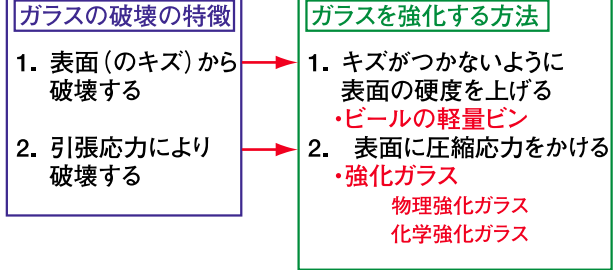 ガラスの破壊の特徴
1. 表面(のキズ)から
破壊する
2. 引張応力により
破壊する
ガラスを強化する方法
1. キズがつかないように
表面の硬度を上げる
・ビールの軽量ビン
2. 表面に圧縮応力をかける
・強化ガラス
物理強化ガラス
化学強化ガラス